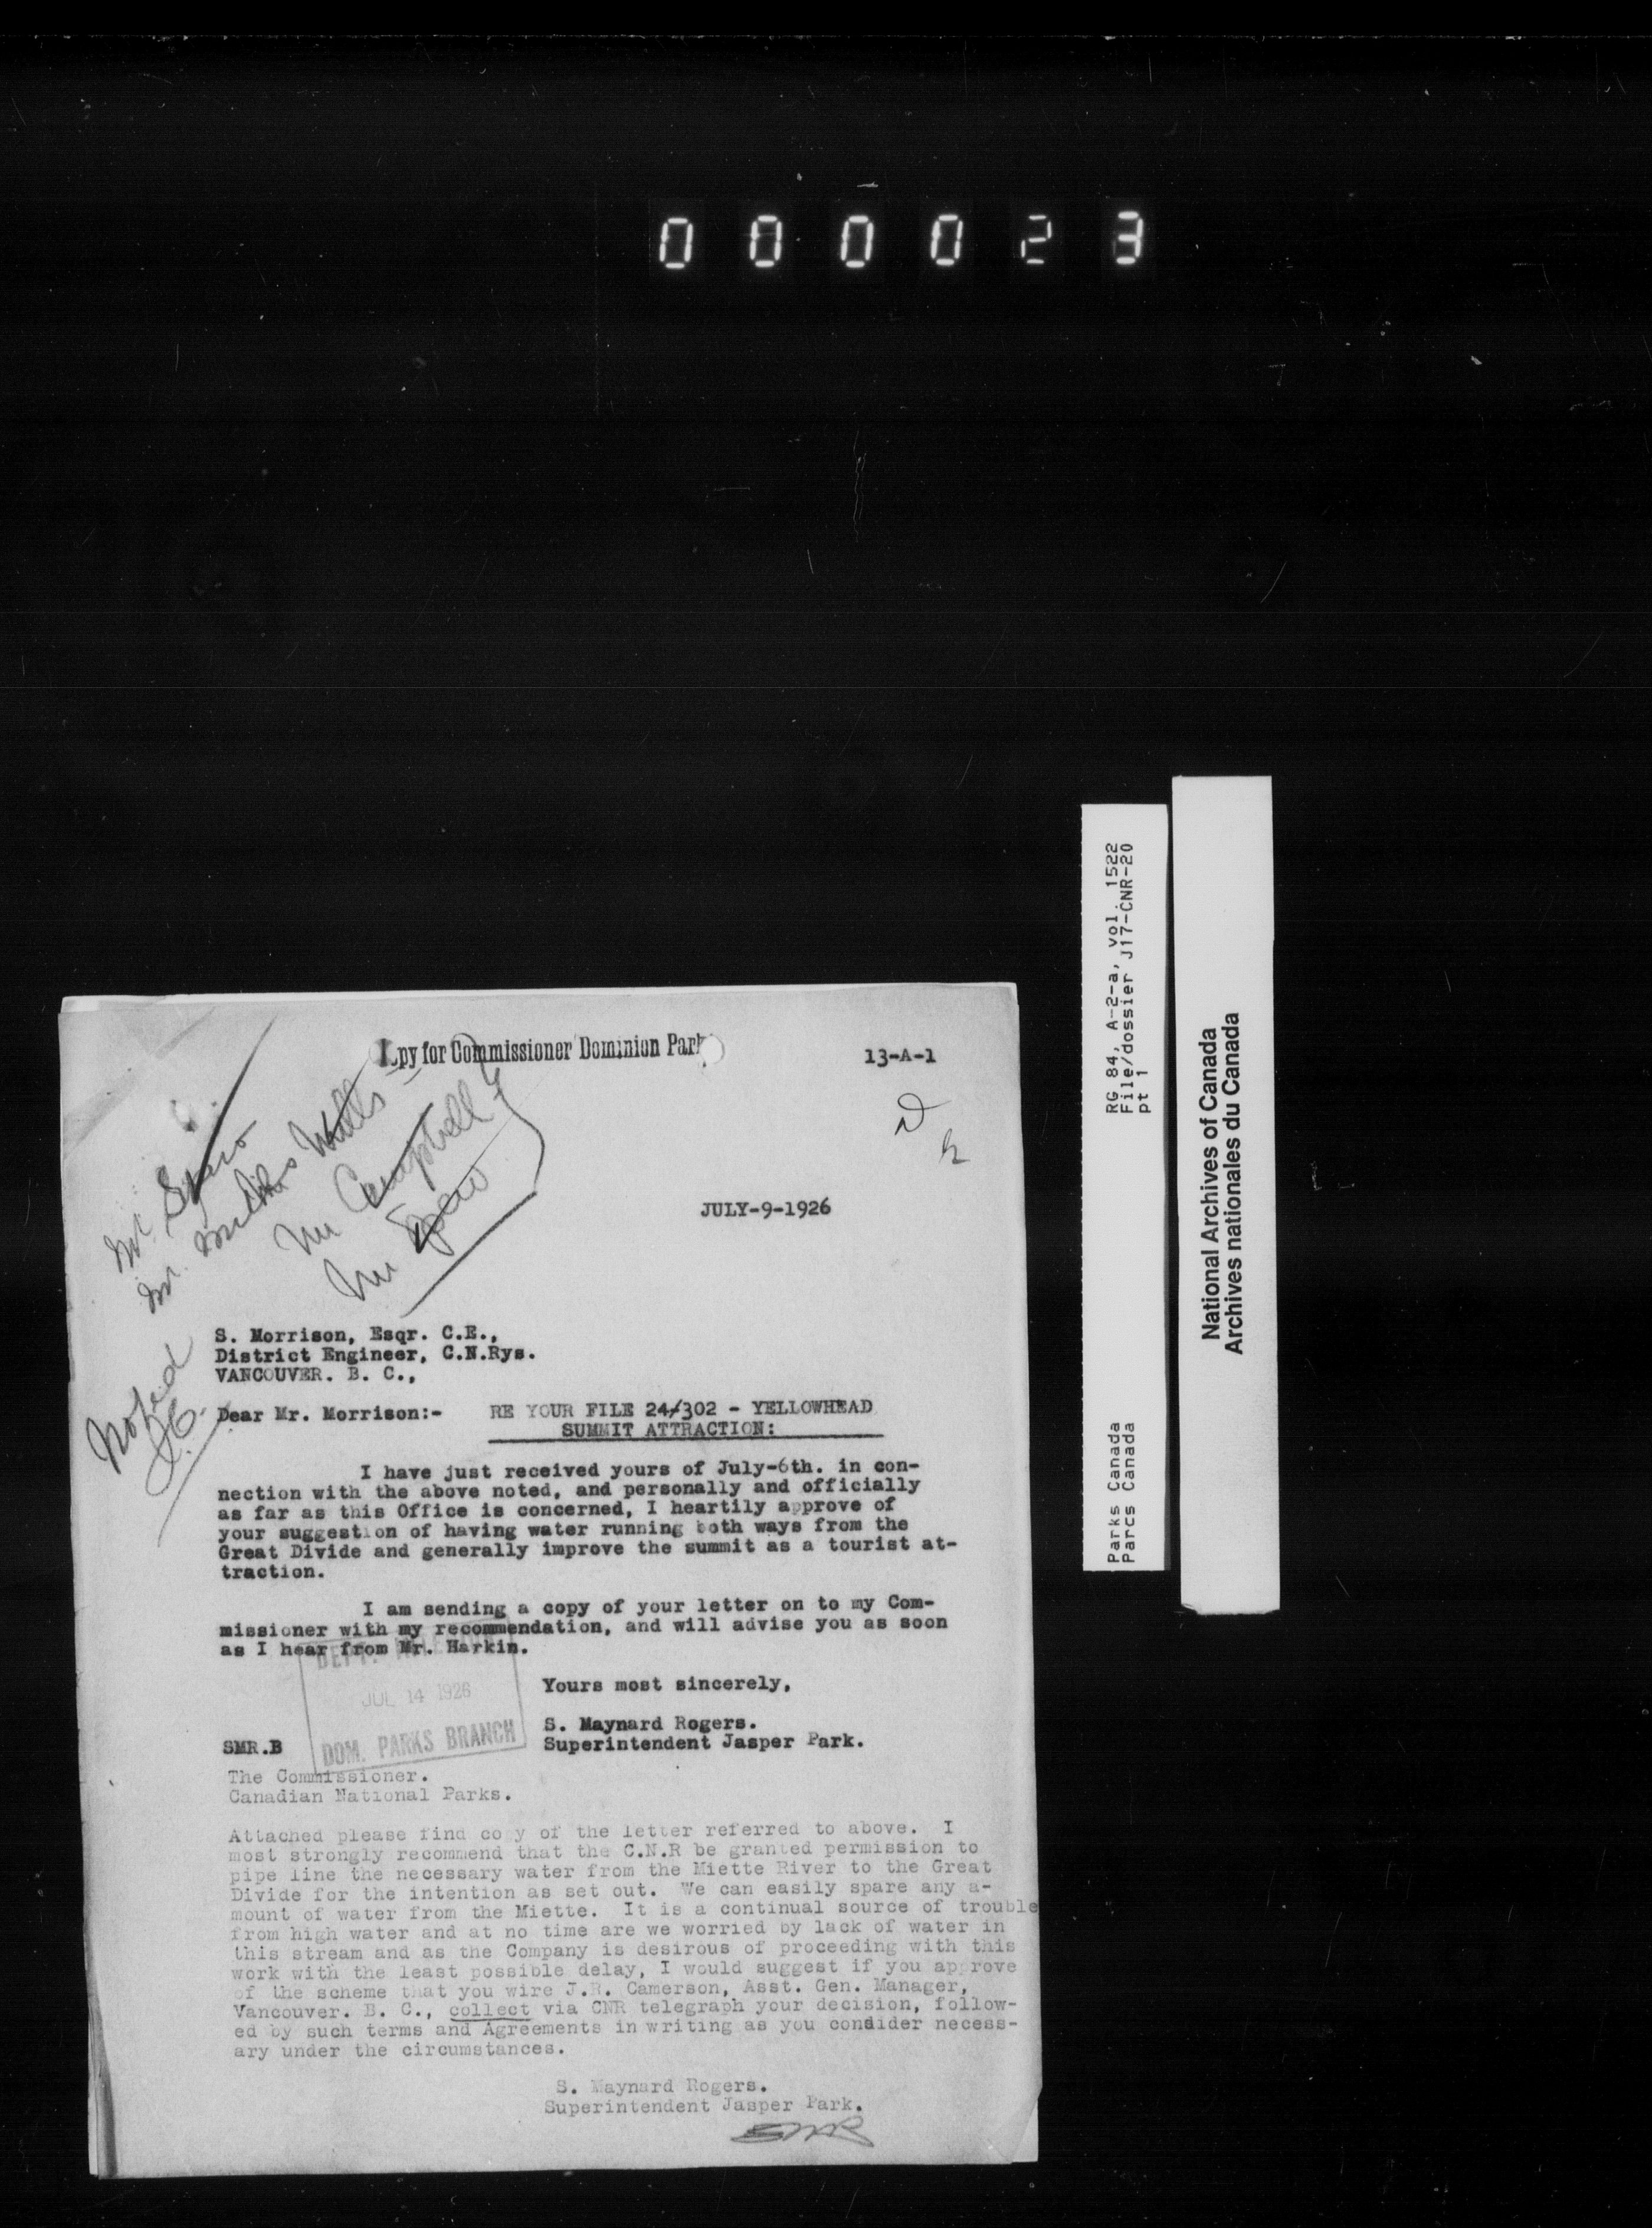 000023
Copy for Commissioner Dominion Park
13-A-1
Mr. Spero
Mr. Wills
Mr Campbell
Mr Spero
JULY-9-1926
Noted
S. Morrison, Esqr. C.E.,
District Engineer, C.N.Rys.
VANCOUVER. B. C.,
Dear Mr. Morrison:- RE YOUR FILE 24/302 - YELLOWHEAD
SUMMIT ATTRACTION:
I have just received yours of July-6th. in con-
nection with the above noted, and personally and officially
as far as this Office is concerned, I heartily approve of
your suggestion of having water running both ways from the
Great Divide and generally improve the summit as a tourist at-
traction.
I am sending a copy of your letter on to my Com-
missioner with my recommendation, and will advise you as soon
as I hear from Mr. Harkin.
Yours most sincerely,
JUL 14 1926
DOM. PARKS BRANCH
S. Maynard Rogers.
SMR.B Superintendent Jasper Park.
The Commissioner.
Canadian National Parks.
Attached please find copy of the letter referred to above. I
most strongly recommend that the C.N.R be granted permission to
pipe line the necessary water from the Miette River to the Great
Divide for the intention as set out. We can easily spare any a-
mount of water from the Miette. It is a continual source of trouble
from high water and at no time are we worried by lack of water in
this stream and as the Company is desirous of proceeding with this
work with the least possible delay, I would suggest if you approve
of the scheme that you wire J.R. Camerson, Asst. Gen. Manager,
Vancouver. B. C., collect via CNR telegraph your decision, follow-
ed by such terms and Agreements in writing as you condider necess-
ary under the circumstances.
S. Maynard Rogers.
Superintendent Jasper Park.
SMR
RG 84, A-2-a, vol. 1522
File/dossier J17-CNR-20
pt 1
Parks Canada
Parcs Canada
National Archives of Canada
Archives nationales du Canada